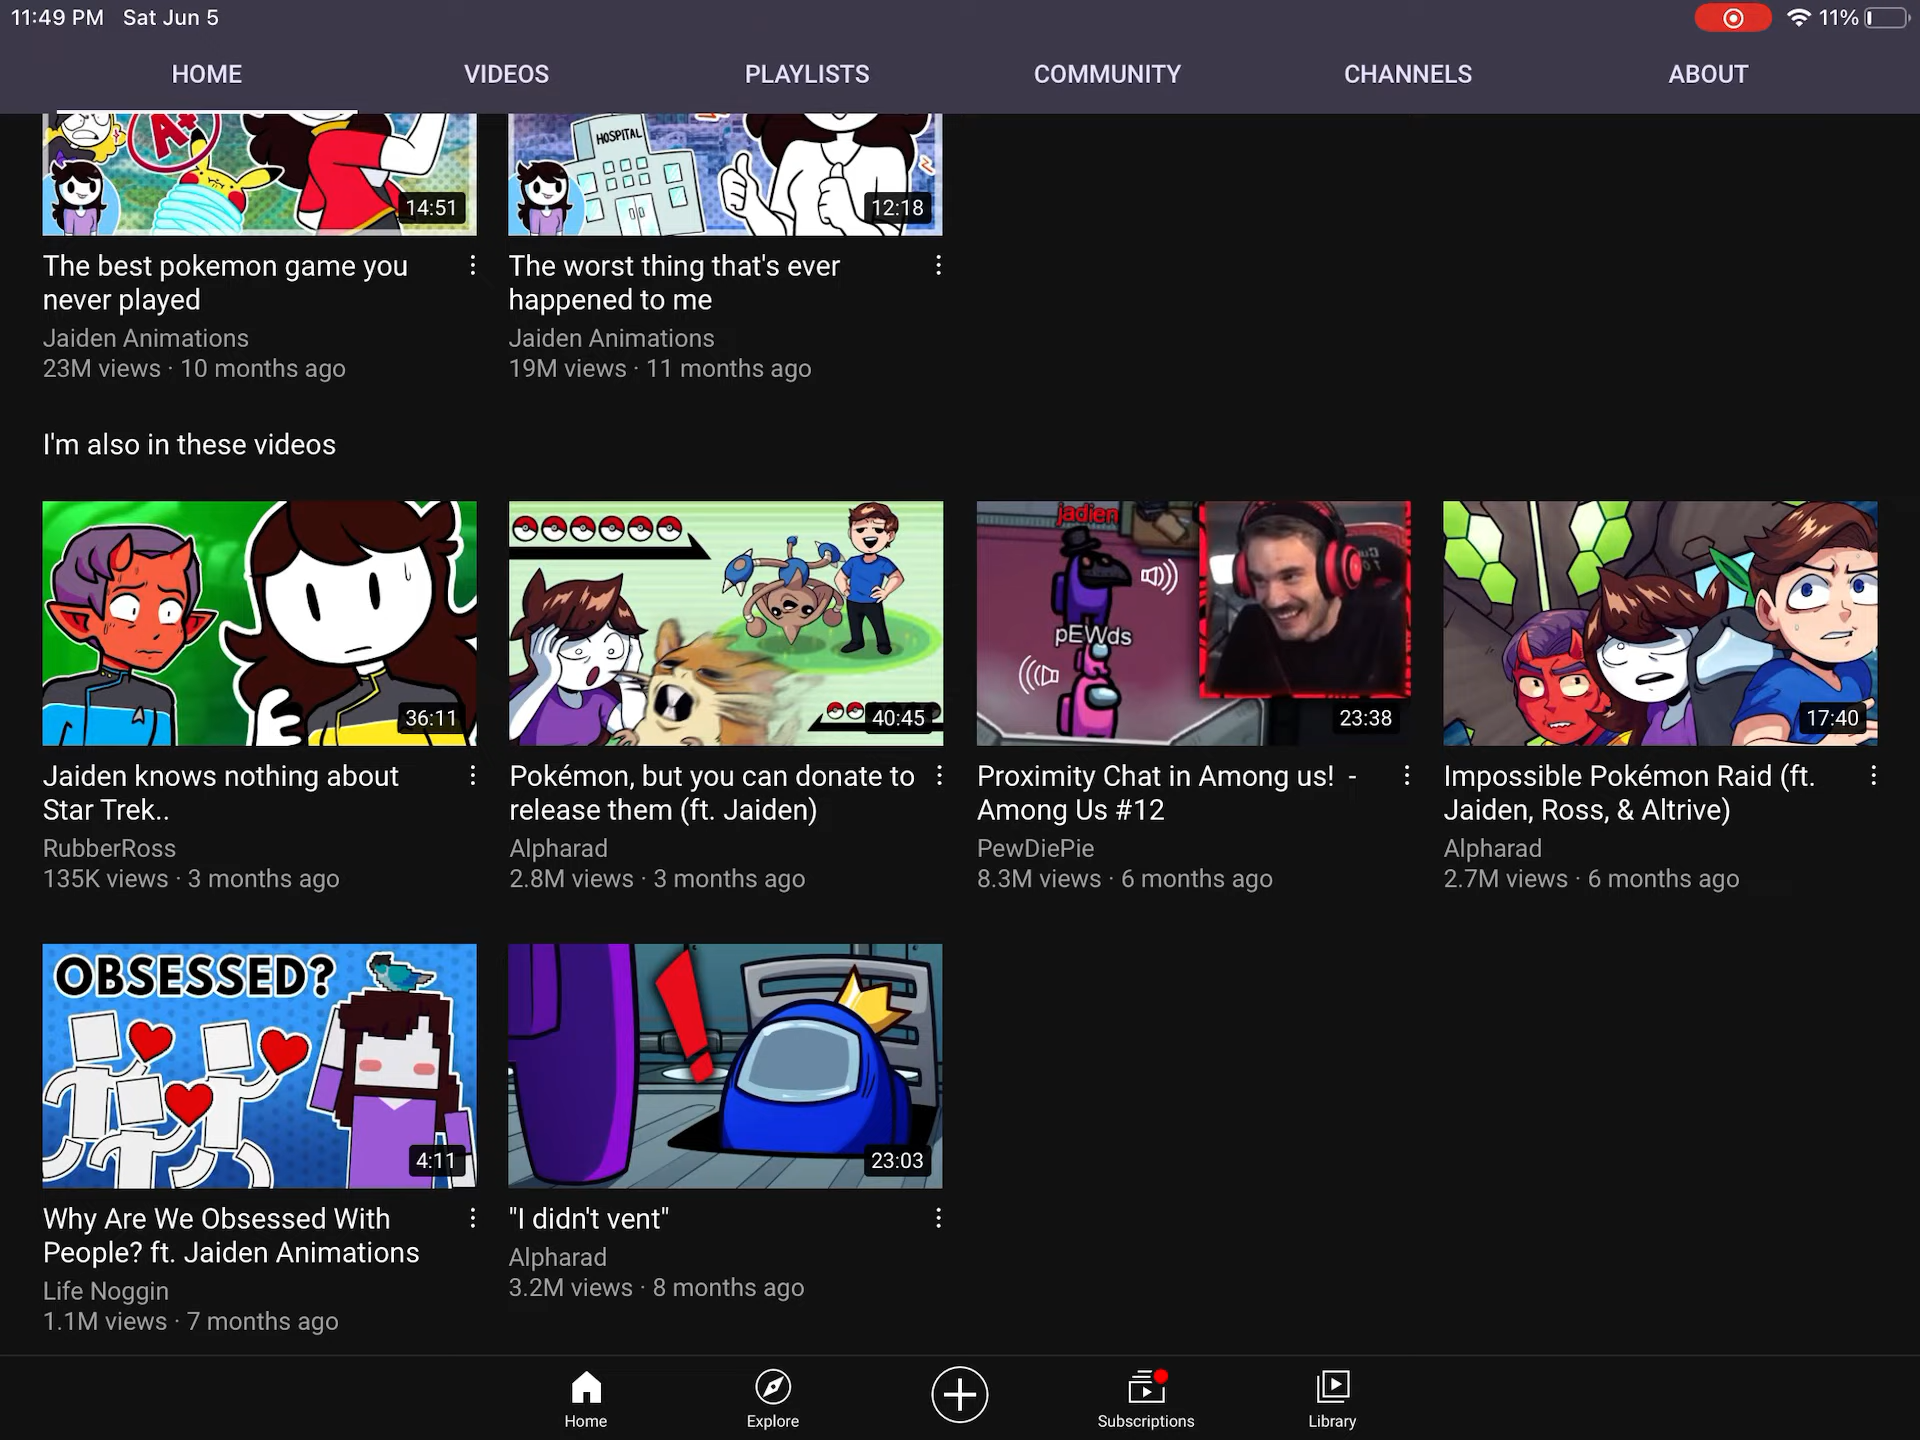 11:49 PM Sat Jun 5
11%
HOME VIDEOS PLAYLISTS COMMUNITY CHANNELS ABOUT
A+
HOSPITAL
14:51
12:18
The best pokemon game you
never played
Jaiden Animations
23M views · 10 months ago
The worst thing that's ever
happened to me
Jaiden Animations
19M views · 11 months ago
I'm also in these videos
36:11
40:45
jadien
pEWds
23:38
17:40
Jaiden knows nothing about
Star Trek..
RubberRoss
135K views · 3 months ago
Pokémon, but you can donate to
release them (ft. Jaiden)
Alpharad
2.8M views · 3 months ago
Proximity Chat in Among us! -
Among Us #12
PewDiePie
8.3M views · 6 months ago
Impossible Pokémon Raid (ft.
Jaiden, Ross, & Altrive)
Alpharad
2.7M views · 6 months ago
OBSESSED?
4:11
23:03
Why Are We Obsessed With
People? ft. Jaiden Animations
Life Noggin
1.1M views · 7 months ago
"I didn't vent"
Alpharad
3.2M views · 8 months ago
Home Explore Subscriptions Library